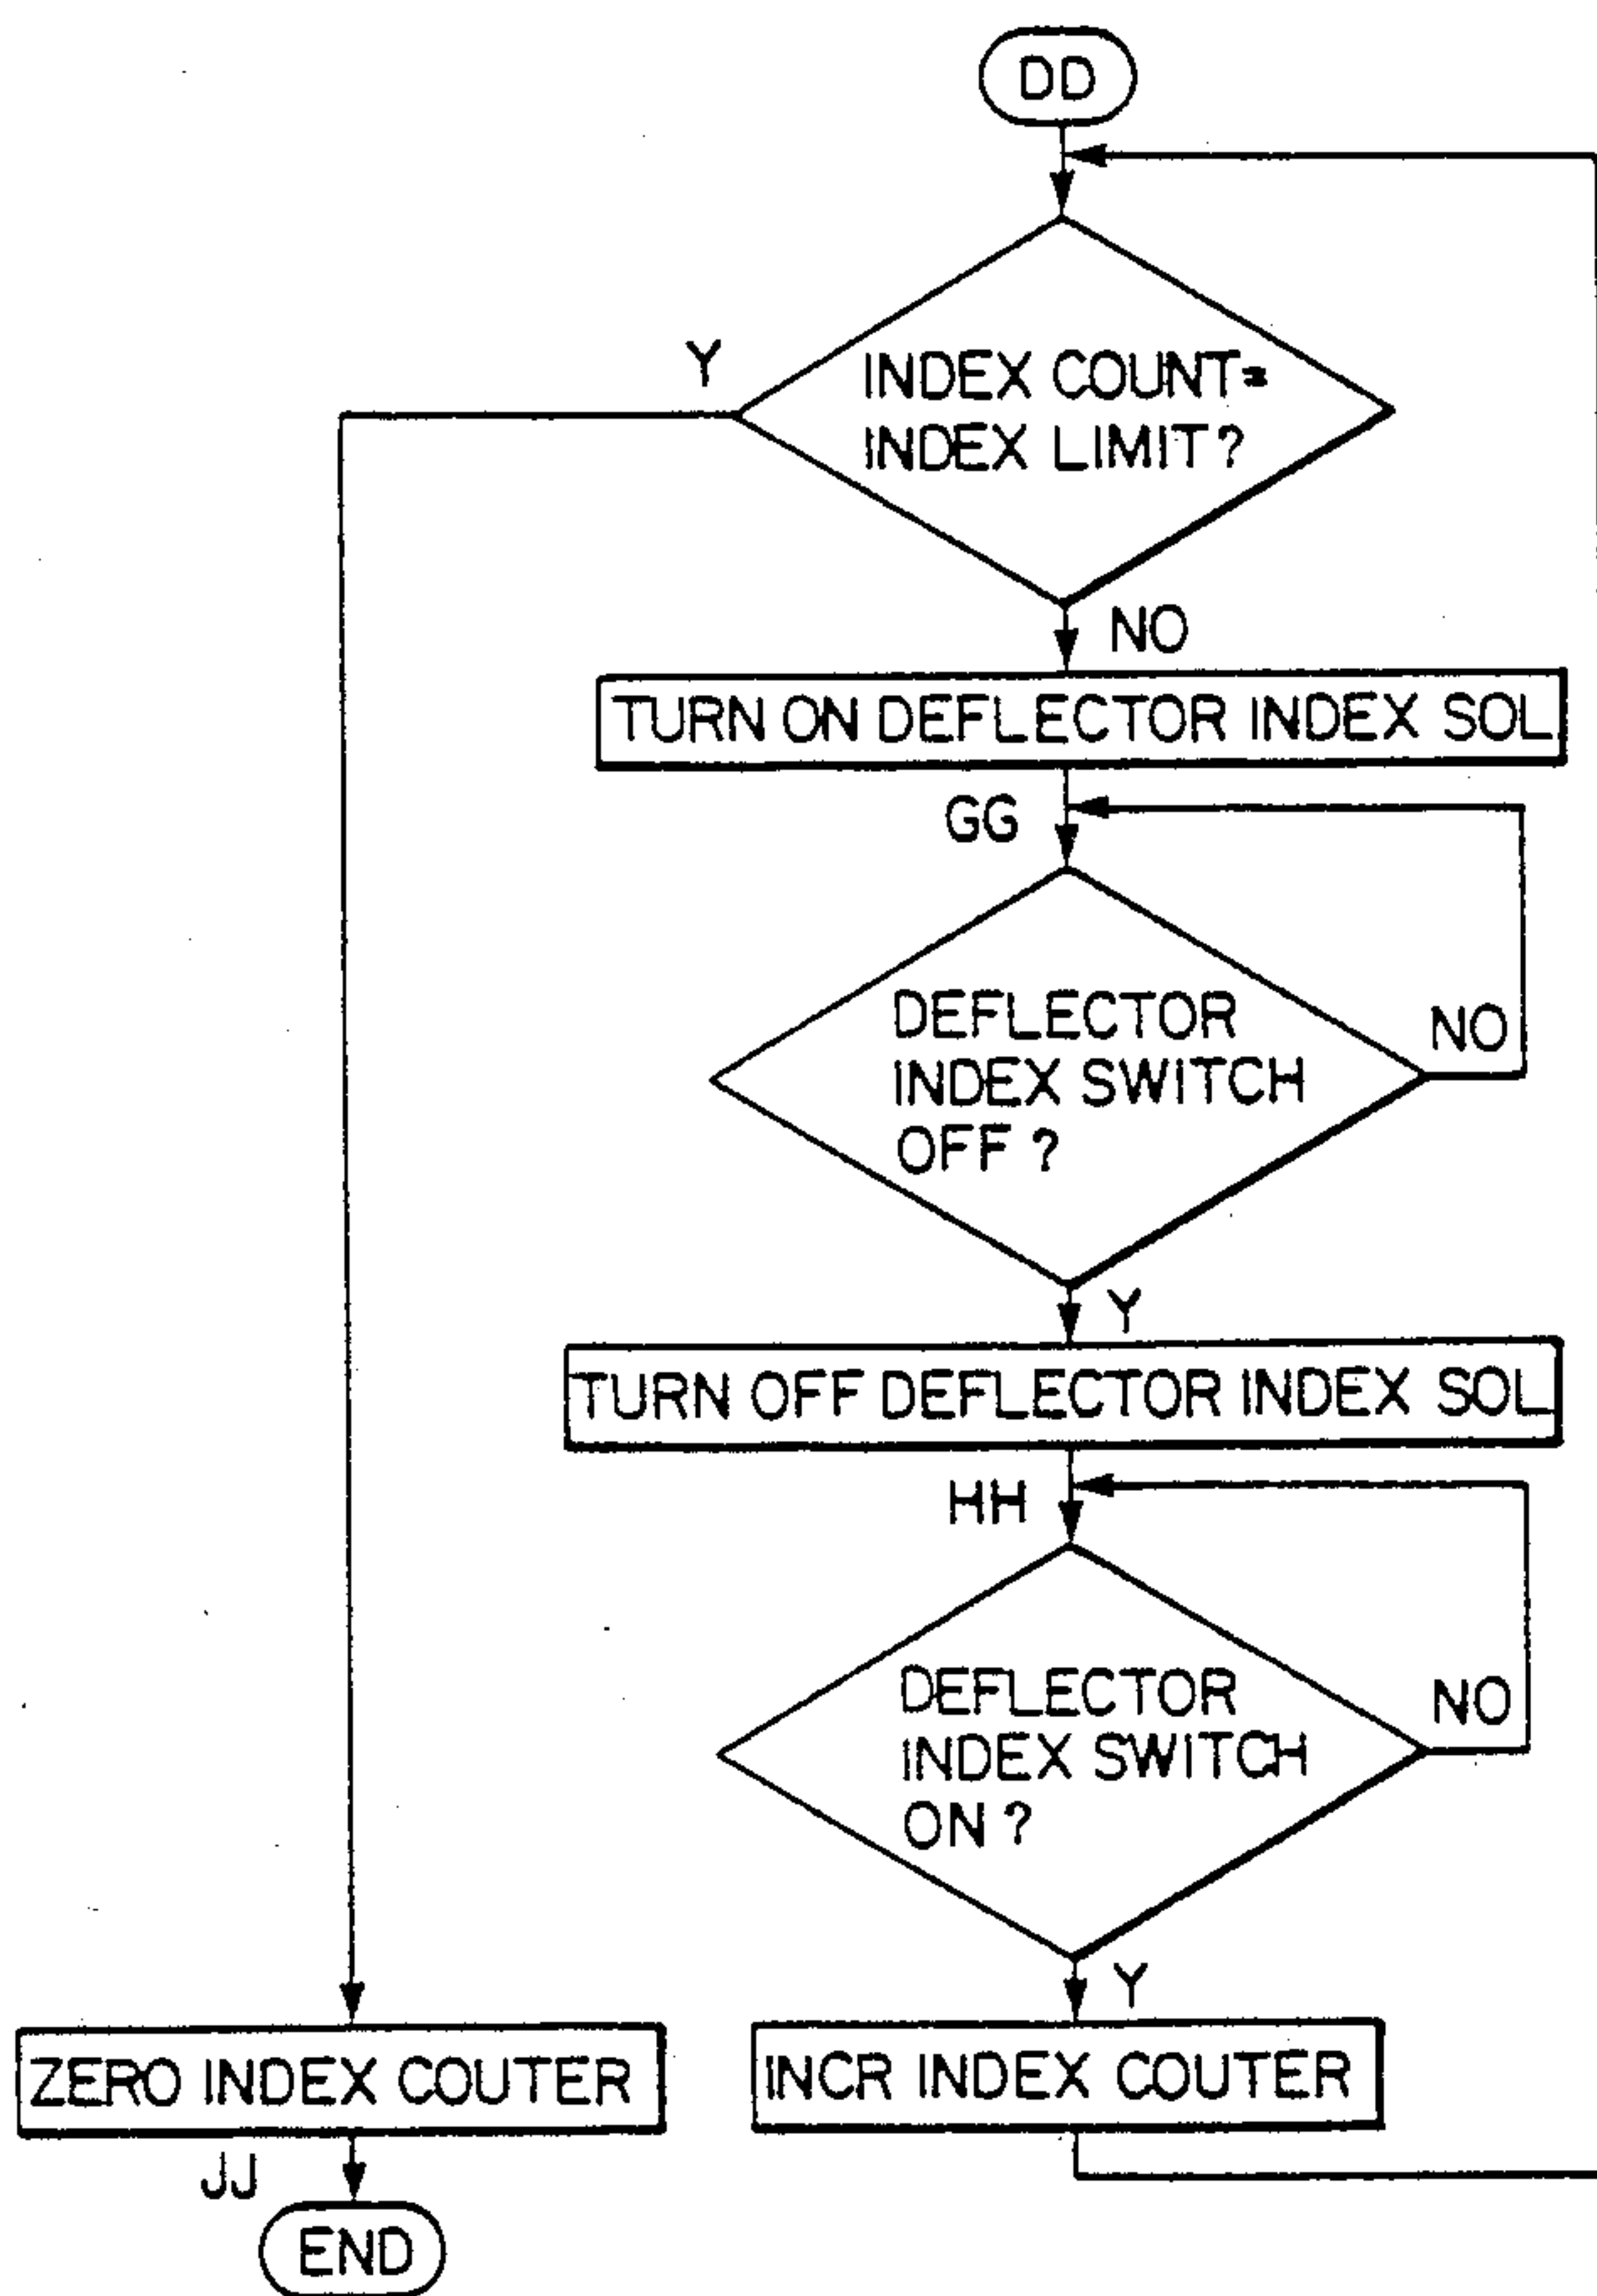 DD
Y
INDEX COUNT=
INDEX LIMIT?
NO
TURN ON DEFLECTOR INDEX SOL
GG
DEFLECTOR
INDEX SWITCH
OFF?
NO
Y
TURN OFF DEFLECTOR INDEX SOL
HH
DEFLECTOR
INDEX SWITCH
ON?
NO
Y
ZERO INDEX COUTER
INCR INDEX COUTER
JJ
END